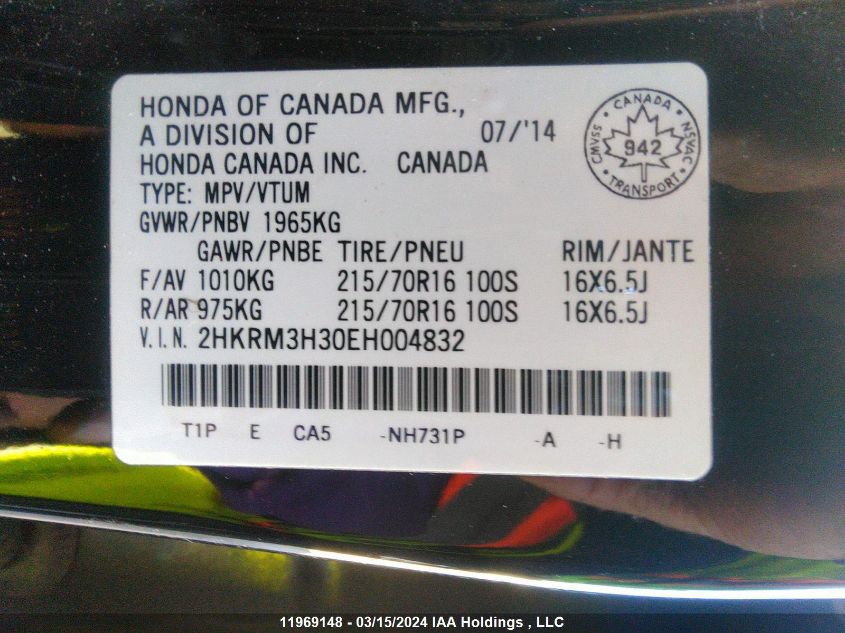 HONDA OF CANADA MFG.,
A DIVISION OF 07/'14
HONDA CANADA INC. CANADA
TYPE: MPV/VTUM
GVWR/PNBV 1965KG
GAWR/PNBE TIRE/PNEU RIM/JANTE
F/AV 1010KG 215/70R16 100S 16X6.5J
R/AR 975KG 215/70R16 100S 16X6.5J
V.I.N. 2HKRM3H30EH004832
T1P E CA5 -NH731P -A -H
CANADA
CMVSS 942 NSVAC
TRANSPORT
11969148 - 03/15/2024 IAA Holdings , LLC